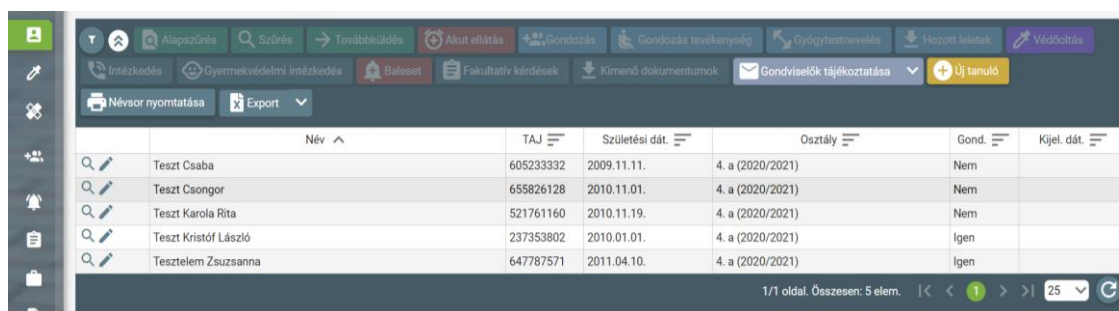 Alapszűrés Szűrés Továbbküldés Akut ellátás Gondozás Gondozás tevékenység Gyógytestnevelés Hozott leletek Védőoltás
Intézkedés Gyermekvédelmi intézkedés Baleset Fakultatív kérdések Kimenő dokumentumok Gondviselők tájékoztatása Új tanuló
Névsor nyomtatása Export
Név TAJ Születési dát. Osztály Gond. Kijel. dát.
Teszt Csaba 605233332 2009.11.11. 4. a (2020/2021) Nem
Teszt Csongor 655826128 2010.11.01. 4. a (2020/2021) Nem
Teszt Karola Rita 521761160 2010.11.19. 4. a (2020/2021) Nem
Teszt Kristóf László 237353802 2010.01.01. 4. a (2020/2021) Igen
Tesztelem Zsuzsanna 647787571 2011.04.10. 4. a (2020/2021) Igen
1/1 oldal. Összesen: 5 elem. 1 25